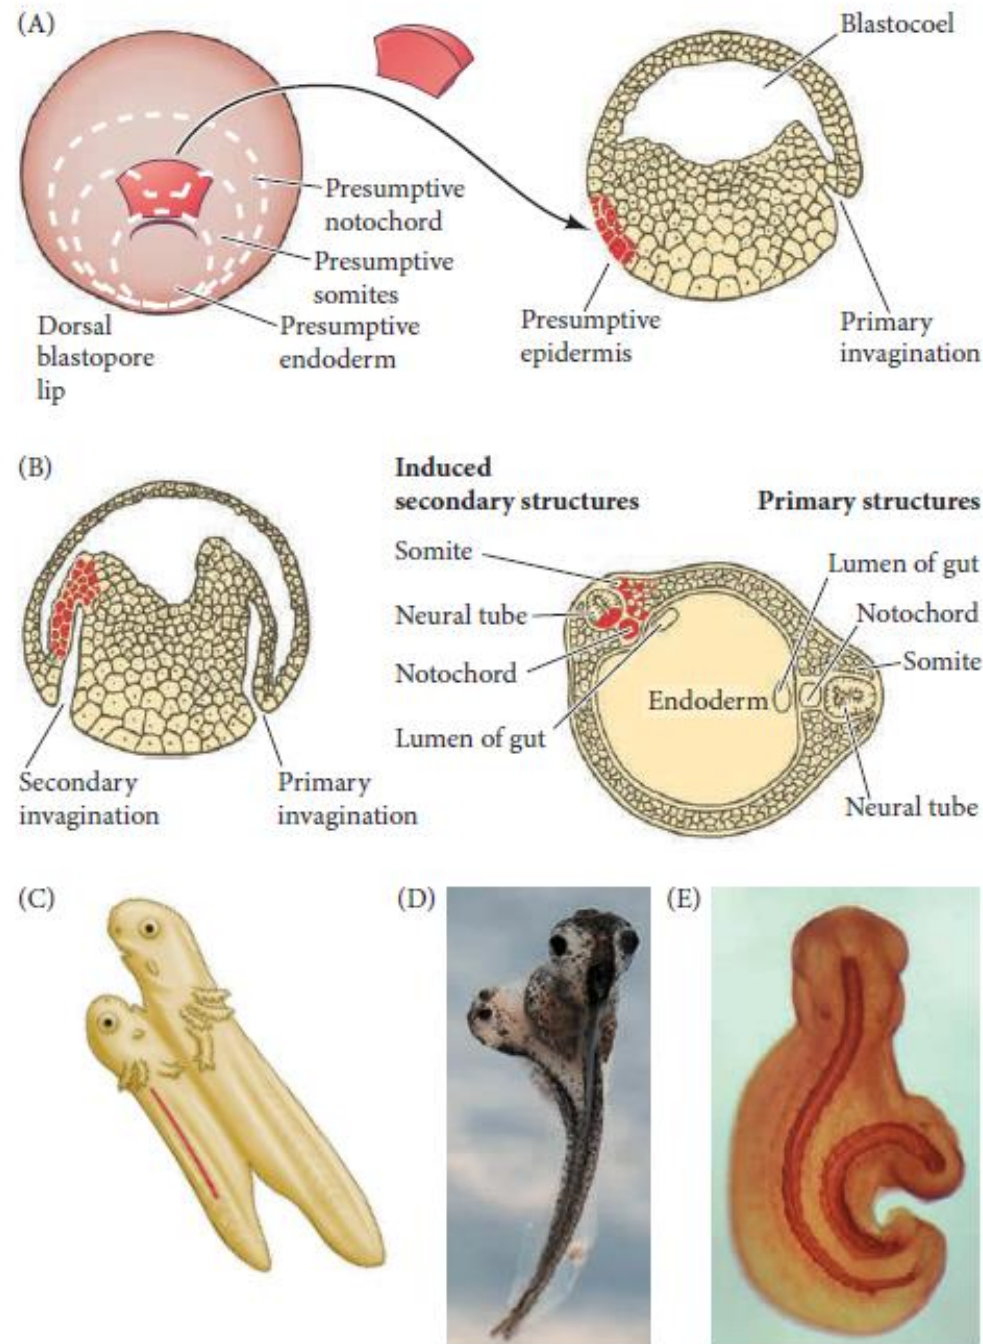 (A)
Blastocoel
Presumptive
notochord
Presumptive
somites
Presumptive
endoderm
Dorsal
blastopore
lip
Presumptive
epidermis
Primary
invagination
(B)
Induced
secondary structures
Primary structures
Somite
Neural tube
Notochord
Lumen of gut
Endoderm
Lumen of gut
Notochord
Somite
Neural tube
Secondary
invagination
Primary
invagination
(C)
(D)
(E)